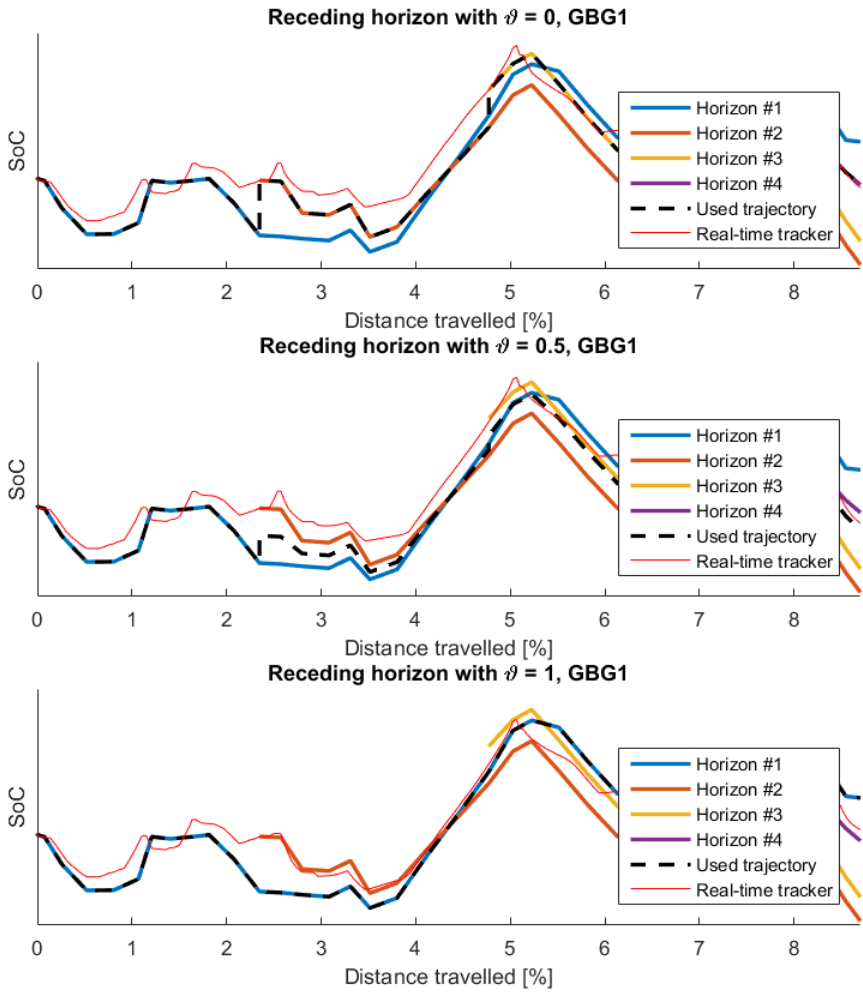 Receding horizon with ϑ = 0, GBG1
SoC
Horizon #1
Horizon #2
Horizon #3
Horizon #4
Used trajectory
Real-time tracker
0 1 2 3 4 5 6 7 8
Distance travelled [%]
Receding horizon with ϑ = 0.5, GBG1
SoC
Horizon #1
Horizon #2
Horizon #3
Horizon #4
Used trajectory
Real-time tracker
0 1 2 3 4 5 6 7 8
Distance travelled [%]
Receding horizon with ϑ = 1, GBG1
SoC
Horizon #1
Horizon #2
Horizon #3
Horizon #4
Used trajectory
Real-time tracker
0 1 2 3 4 5 6 7 8
Distance travelled [%]